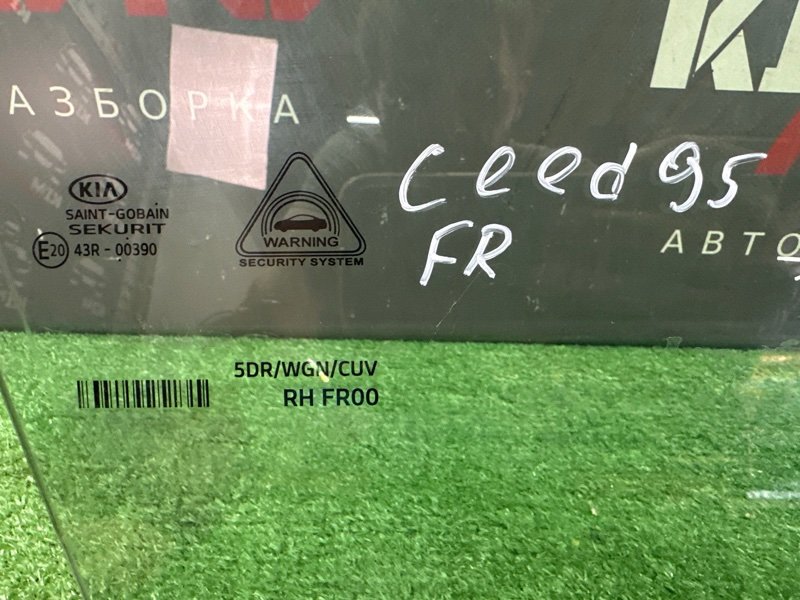 АЗБОРКА
KIA
SAINT-GOBAIN
SEKURIT
E20 43R - 00390
WARNING
SECURITY SYSTEM
Ceed 95
FR
АВТО
5DR/WGN/CUV
RH FR00